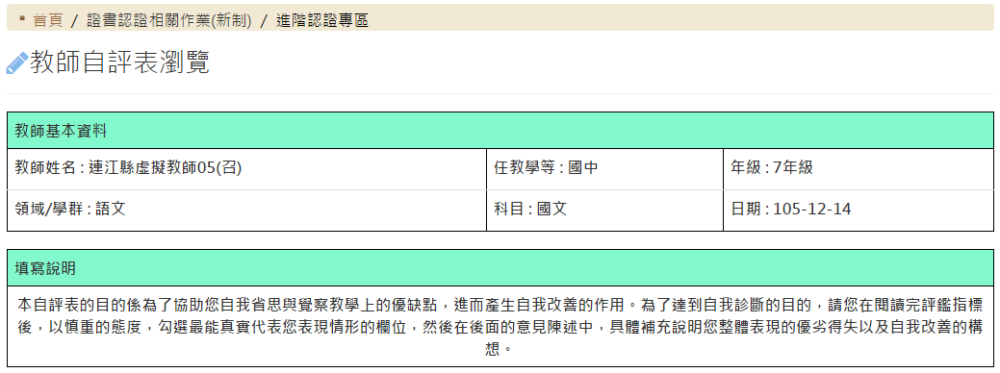 首頁 / 證書認證相關作業(新制) / 進階認證專區
教師自評表瀏覽
教師基本資料
教師姓名 : 連江縣虛擬教師05(召) 任教學等 : 國中 年級 : 7年級
領域/學群 : 語文 科目 : 國文 日期 : 105-12-14
填寫說明
本自評表的目的係為了協助您自我省思與覺察教學上的優缺點，進而產生自我改善的作用。為了達到自我診斷的目的，請您在閱讀完評鑑指標
後，以慎重的態度，勾選最能真實代表您表現情形的欄位，然後在後面的意見陳述中，具體補充說明您整體表現的優劣得失以及自我改善的構
想。